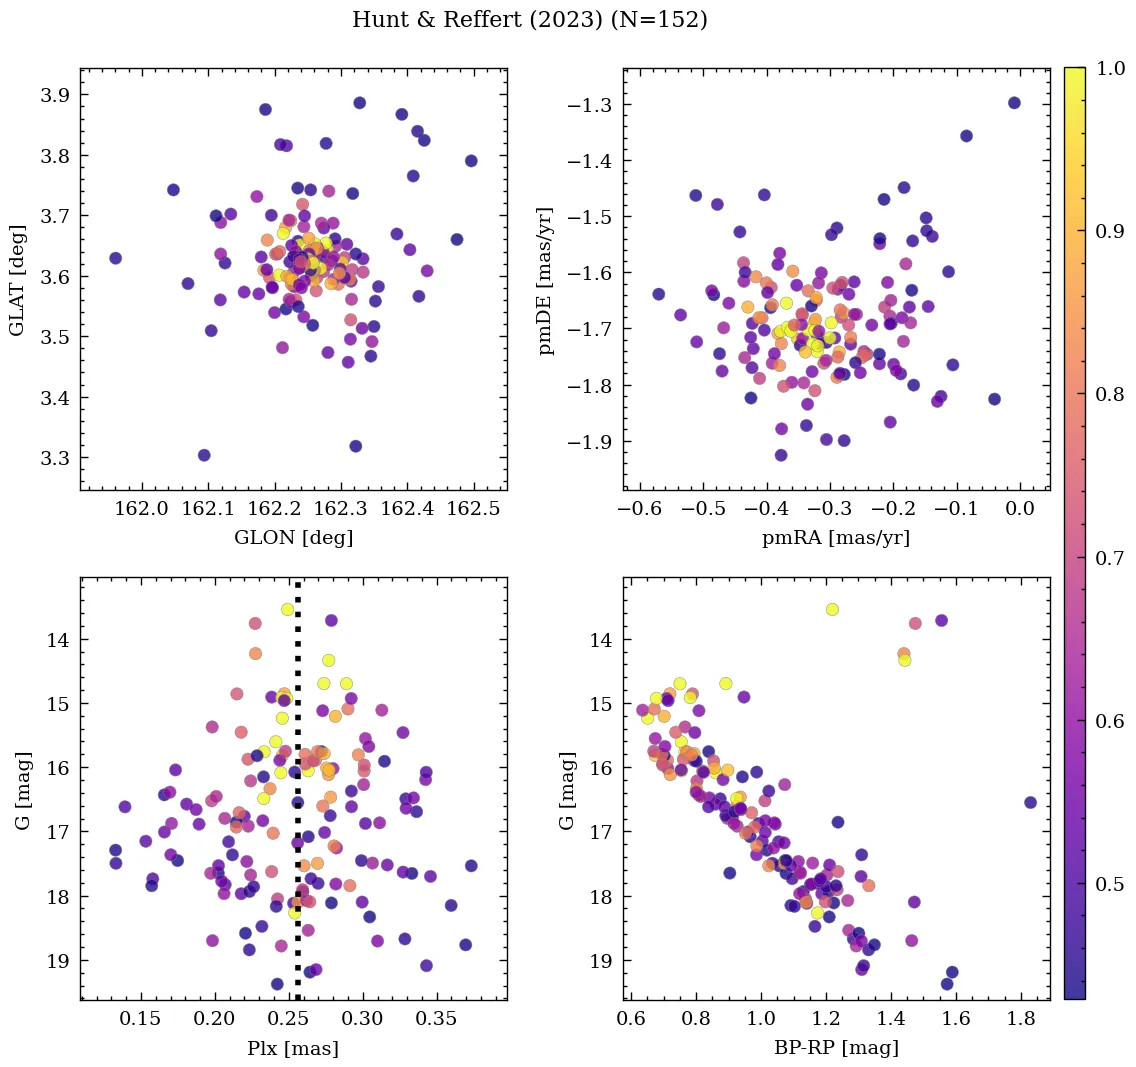 Hunt & Reffert (2023) (N=152)
3.9
3.8
3.7
3.6
3.5
3.4
3.3
GLAT [deg]
162.0 162.1 162.2 162.3 162.4 162.5
GLON [deg]
−1.3
−1.4
−1.5
−1.6
−1.7
−1.8
−1.9
pmDE [mas/yr]
−0.6 −0.5 −0.4 −0.3 −0.2 −0.1 0.0
pmRA [mas/yr]
1.0
0.9
0.8
0.7
0.6
0.5
14
15
16
17
18
19
G [mag]
0.15 0.20 0.25 0.30 0.35
Plx [mas]
14
15
16
17
18
19
G [mag]
0.6 0.8 1.0 1.2 1.4 1.6 1.8
BP-RP [mag]